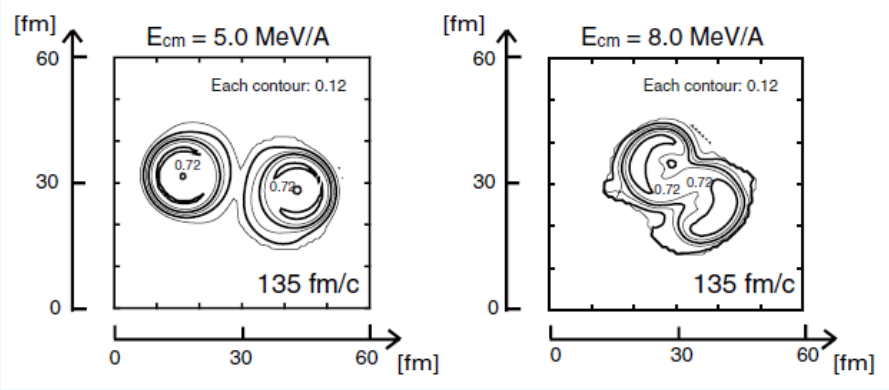 [fm]
Ecm = 5.0 MeV/A
60
Each contour: 0.12
0.72
30
0.72
135 fm/c
0
0
30
60
[fm]
[fm]
Ecm = 8.0 MeV/A
60
Each contour: 0.12
30
0.72
0.72
135 fm/c
0
0
30
60
[fm]